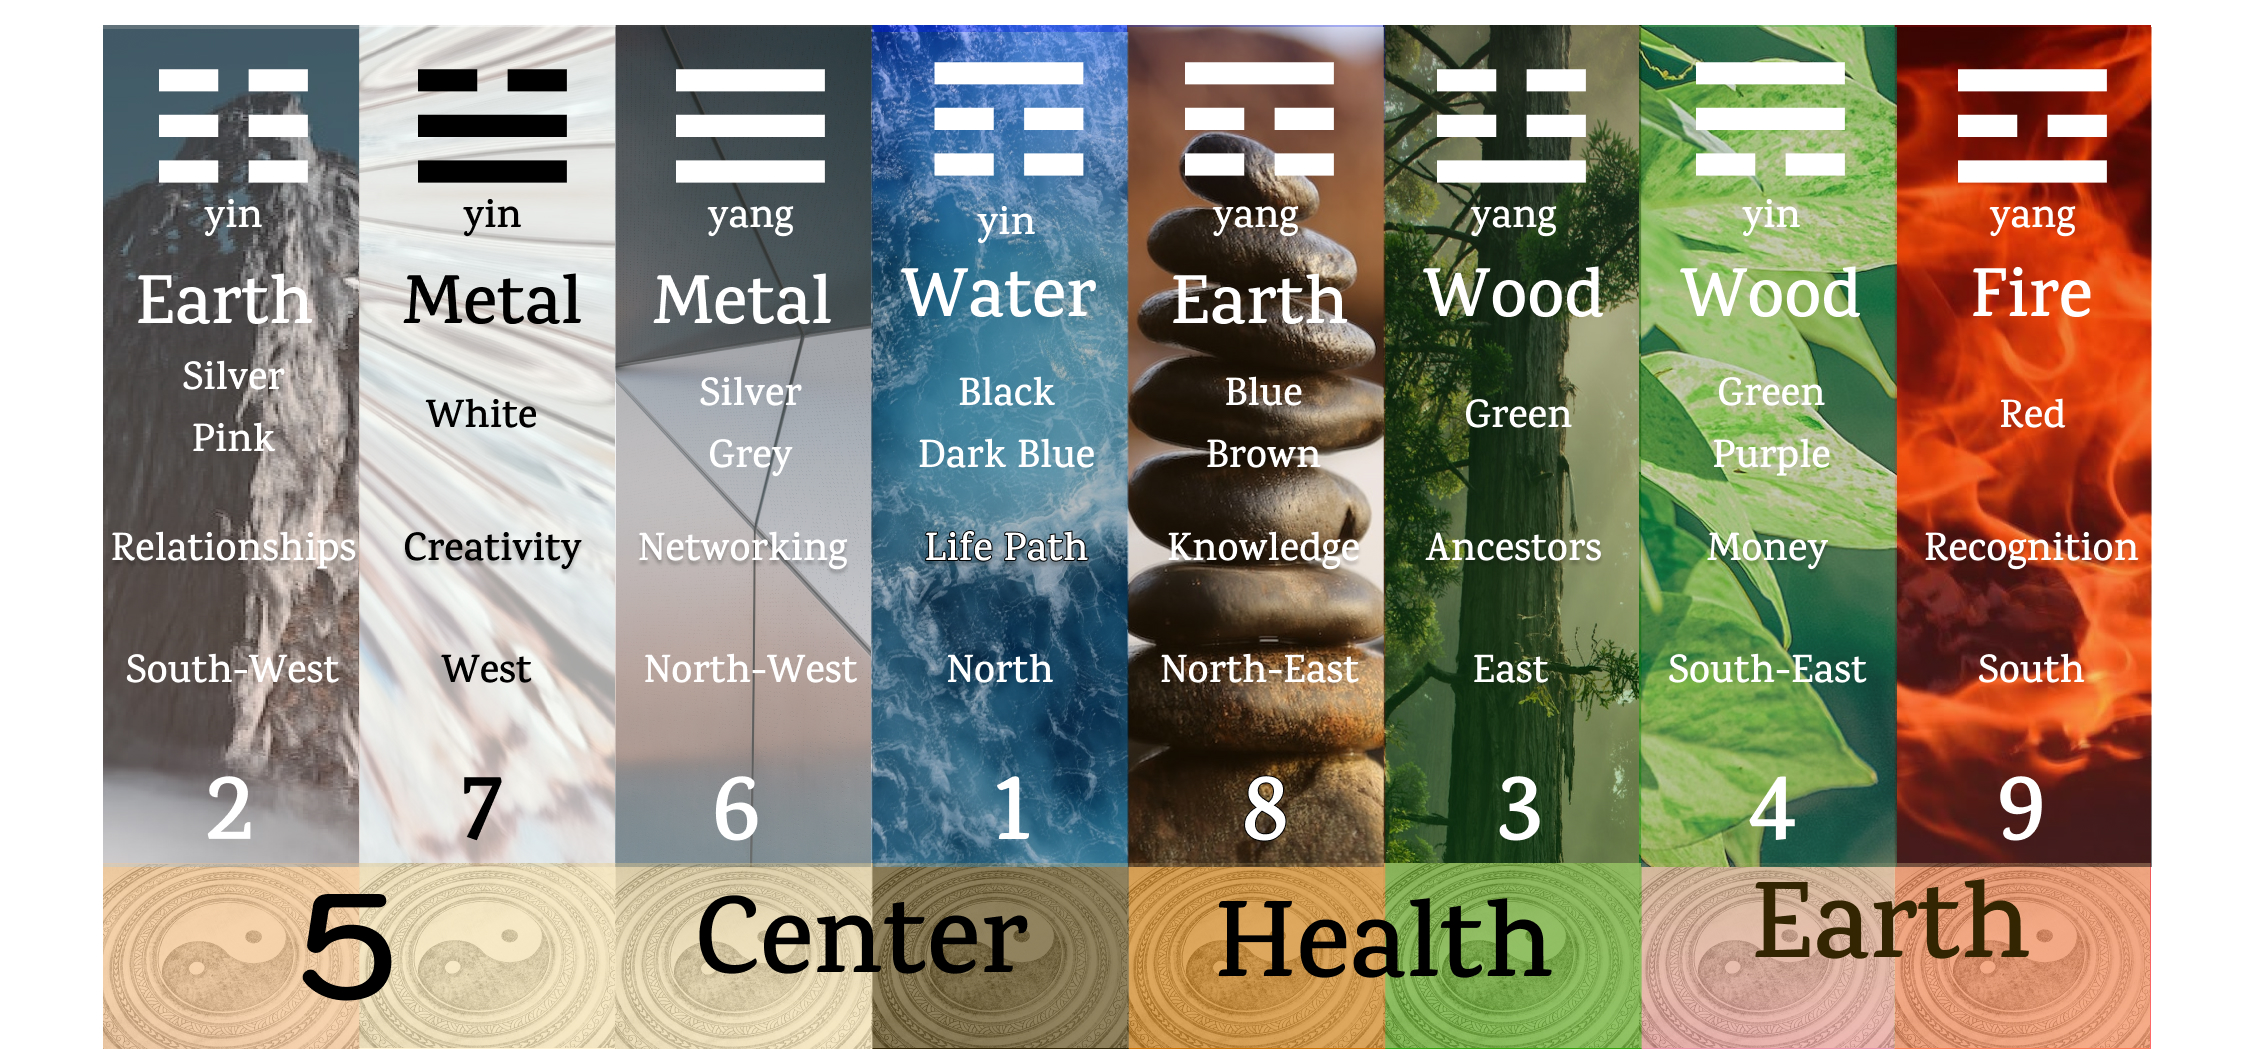 yin
Earth
Silver
Pink
Relationships
South-West
2
yin
Metal
White
Creativity
West
7
yang
Metal
Silver
Grey
Networking
North-West
6
yin
Water
Black
Dark Blue
Life Path
North
1
yang
Earth
Blue
Brown
Knowledge
North-East
8
yang
Wood
Green
Ancestors
East
3
yin
Wood
Green
Purple
Money
South-East
4
yang
Fire
Red
Recognition
South
9
5 Center Health Earth